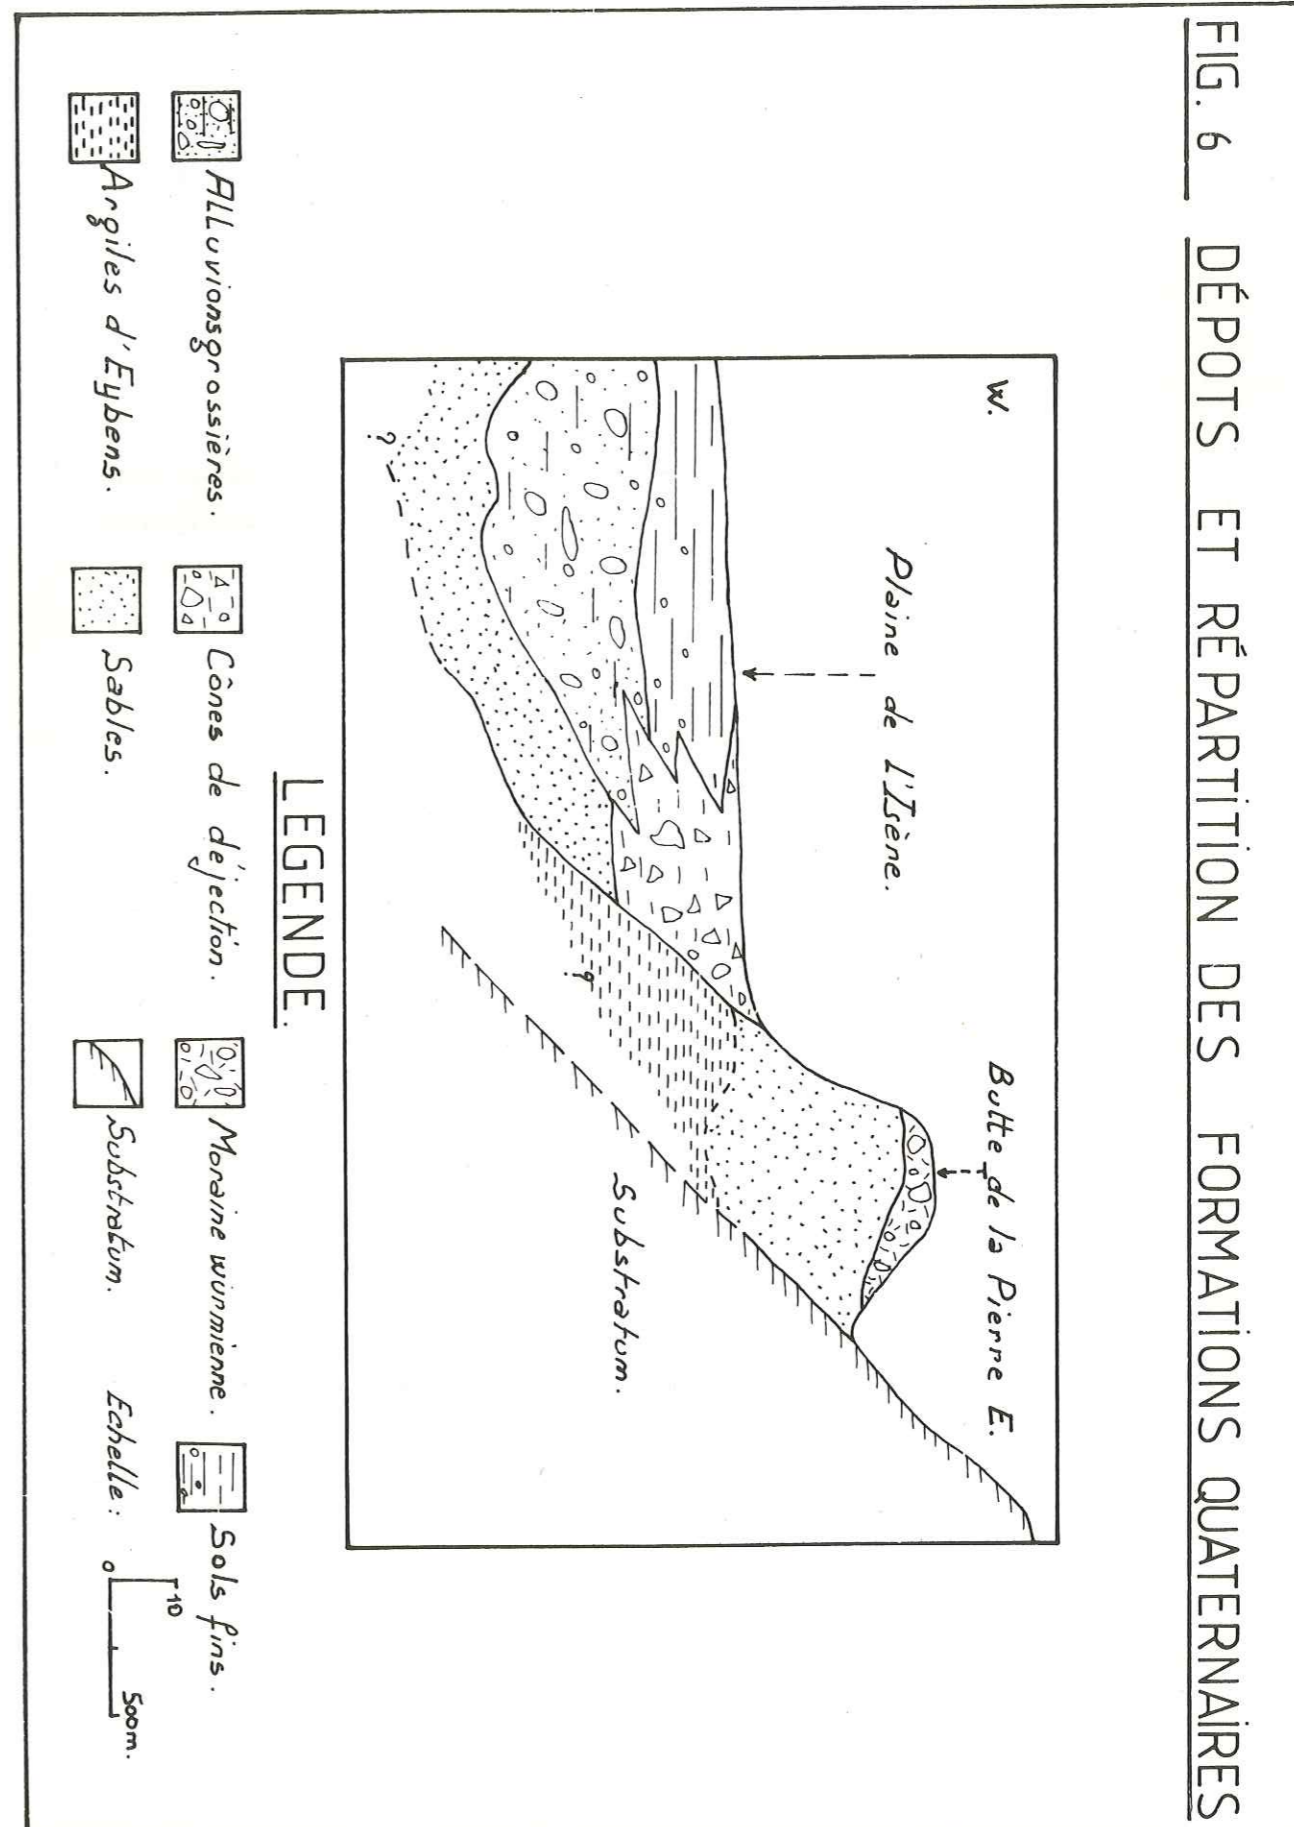 FIG. 6 DÉPOTS ET RÉPARTITION DES FORMATIONS QUATERNAIRES
W.
Butte de la Pierre E.
Plaine de L'Isère.
?
?
Substratum.
LEGENDE.
Alluvions grossières.
Cônes de déjection.
Moraine wurmienne.
Sols fins.
Argiles d'Eybens.
Sables.
Substratum.
Echelle:
10
0
500m.